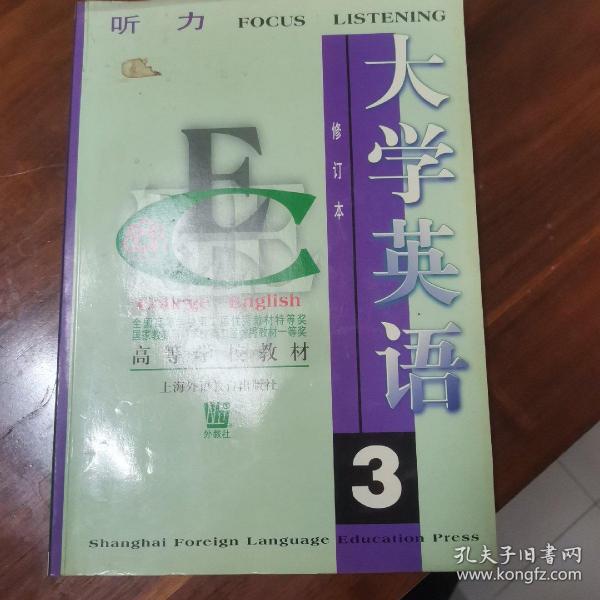 听 力 FOCUS LISTENING
大学英语
修订本
E
C
College English
高等学校教材
上海外语教育出版社
外教社
3
Shanghai Foreign Language Education Press
孔夫子旧书网
www.kongfz.com